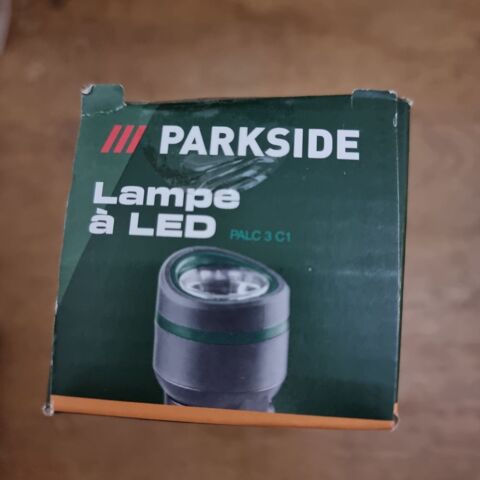 PARKSIDE
Lampe
à LED PALC 3 C1